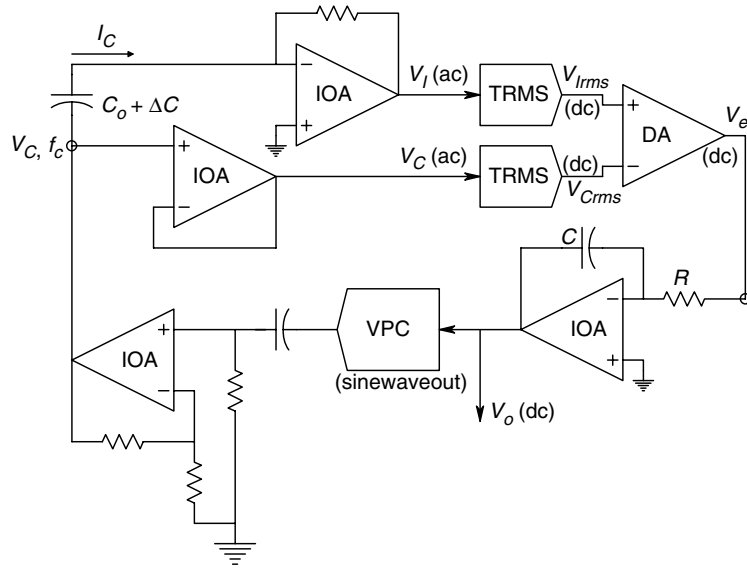 I_C
−
+
IOA
V_I (ac)
TRMS
V_Irms
(dc)
C_o + ΔC
V_C, f_c
+
−
IOA
V_C (ac)
TRMS
(dc)
V_Crms
+
−
DA
V_e
(dc)
C
R
−
+
IOA
VPC
(sinewaveout)
V_o (dc)
+
−
IOA